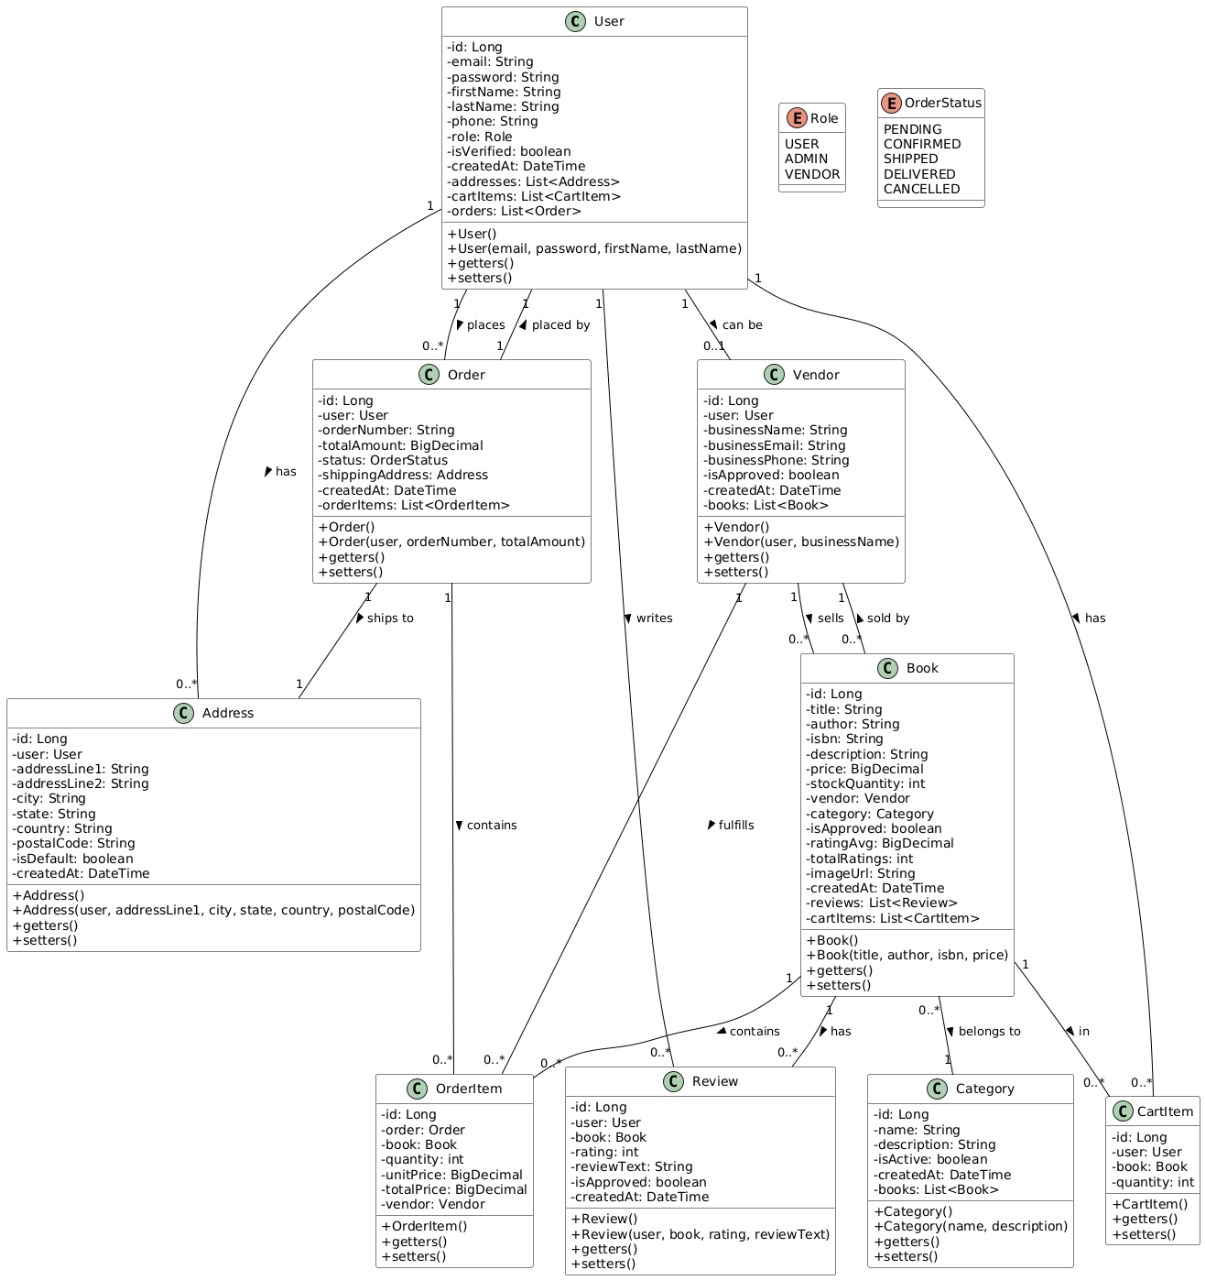 C User
-id: Long
-email: String
-password: String
-firstName: String
-lastName: String
-phone: String
-role: Role
-isVerified: boolean
-createdAt: DateTime
-addresses: List<Address>
-cartItems: List<CartItem>
-orders: List<Order>
+User()
+User(email, password, firstName, lastName)
+getters()
+setters()
E Role
USER
ADMIN
VENDOR
E OrderStatus
PENDING
CONFIRMED
SHIPPED
DELIVERED
CANCELLED
1
1
1
1
1
1
places
placed by
can be
0..*
1
0..1
C Order
-id: Long
-user: User
-orderNumber: String
-totalAmount: BigDecimal
-status: OrderStatus
-shippingAddress: Address
-createdAt: DateTime
-orderItems: List<OrderItem>
+Order()
+Order(user, orderNumber, totalAmount)
+getters()
+setters()
C Vendor
-id: Long
-user: User
-businessName: String
-businessEmail: String
-businessPhone: String
-isApproved: boolean
-createdAt: DateTime
-books: List<Book>
+Vendor()
+Vendor(user, businessName)
+getters()
+setters()
has
1
1
1
1
1
ships to
writes
sells
sold by
has
0..*
0..*
0..*
1
C Address
-id: Long
-user: User
-addressLine1: String
-addressLine2: String
-city: String
-state: String
-country: String
-postalCode: String
-isDefault: boolean
-createdAt: DateTime
+Address()
+Address(user, addressLine1, city, state, country, postalCode)
+getters()
+setters()
C Book
-id: Long
-title: String
-author: String
-isbn: String
-description: String
-price: BigDecimal
-stockQuantity: int
-vendor: Vendor
-category: Category
-isApproved: boolean
-ratingAvg: BigDecimal
-totalRatings: int
-imageUrl: String
-createdAt: DateTime
-reviews: List<Review>
-cartItems: List<CartItem>
+Book()
+Book(title, author, isbn, price)
+getters()
+setters()
contains
fulfills
1
1
1
0..*
contains
has
belongs to
in
0..*
0..*
0..*
0..*
0..*
1
0..*
0..*
C OrderItem
-id: Long
-order: Order
-book: Book
-quantity: int
-unitPrice: BigDecimal
-totalPrice: BigDecimal
-vendor: Vendor
+OrderItem()
+getters()
+setters()
C Review
-id: Long
-user: User
-book: Book
-rating: int
-reviewText: String
-isApproved: boolean
-createdAt: DateTime
+Review()
+Review(user, book, rating, reviewText)
+getters()
+setters()
C Category
-id: Long
-name: String
-description: String
-isActive: boolean
-createdAt: DateTime
-books: List<Book>
+Category()
+Category(name, description)
+getters()
+setters()
C CartItem
-id: Long
-user: User
-book: Book
-quantity: int
+CartItem()
+getters()
+setters()